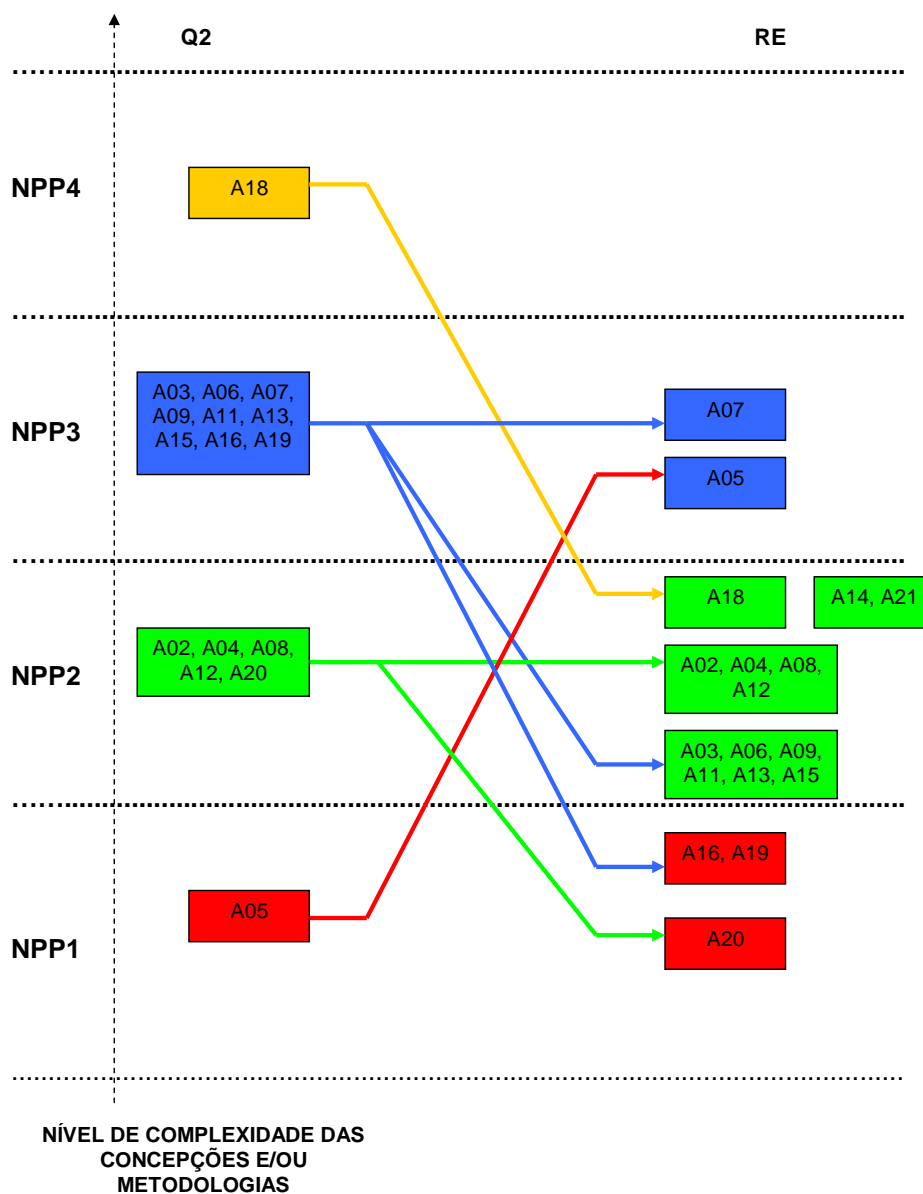 Q2
RE
NPP4
A18
NPP3
A03, A06, A07,
A09, A11, A13,
A15, A16, A19
A07
A05
NPP2
A02, A04, A08,
A12, A20
A18
A14, A21
A02, A04, A08,
A12
A03, A06, A09,
A11, A13, A15
NPP1
A05
A16, A19
A20
NÍVEL DE COMPLEXIDADE DAS
CONCEPÇÕES E/OU
METODOLOGIAS